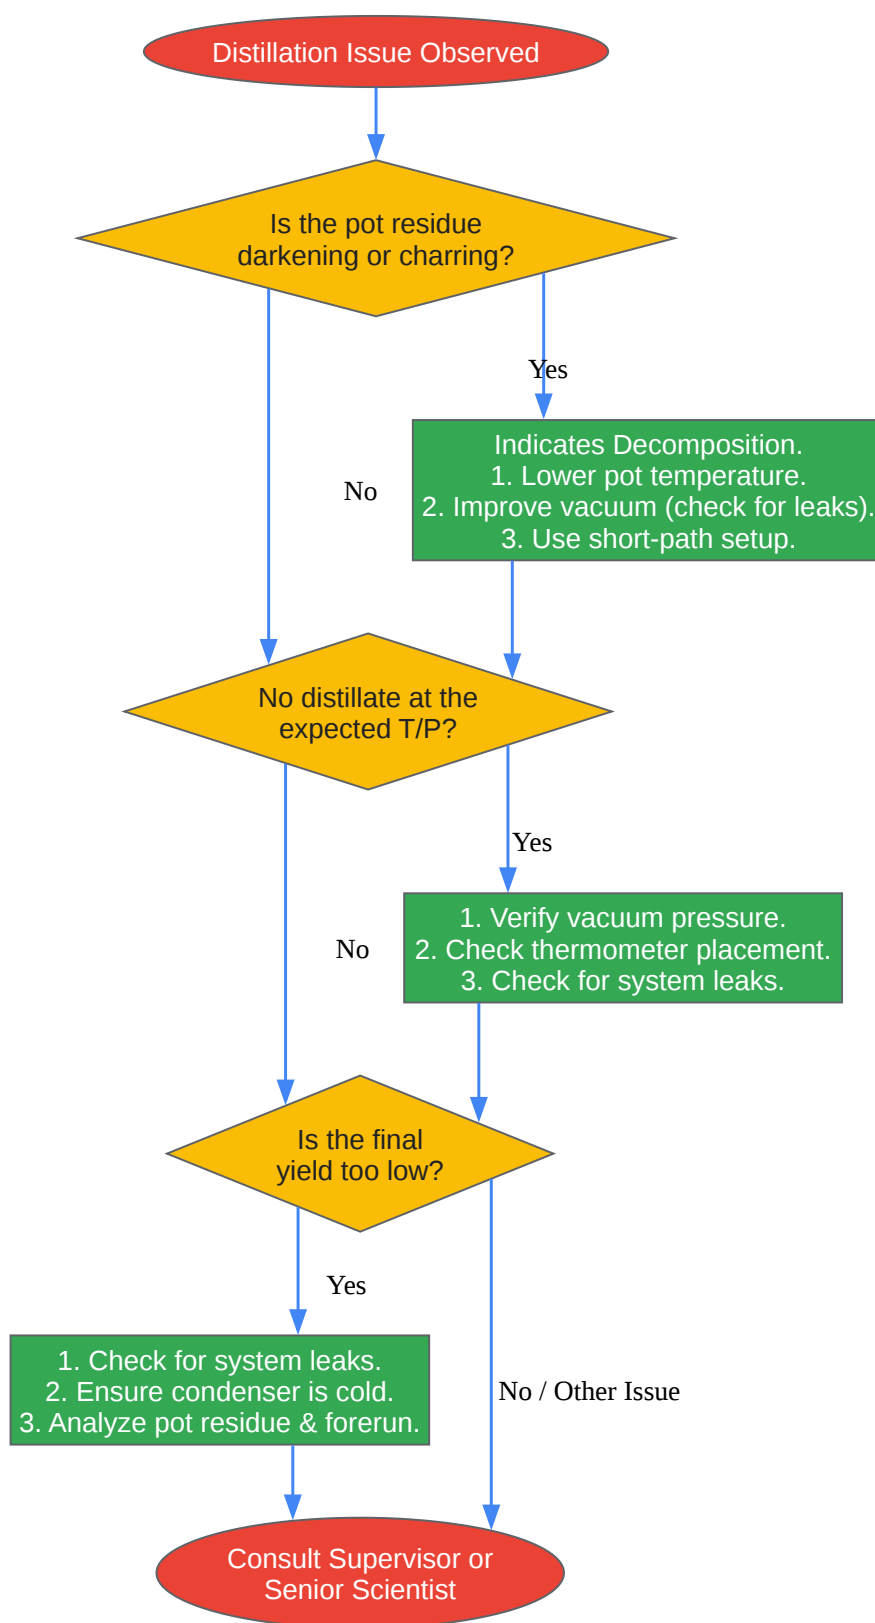 Distillation Issue Observed
Is the pot residue
darkening or charring?
Yes
Indicates Decomposition.
1. Lower pot temperature.
2. Improve vacuum (check for leaks).
3. Use short-path setup.
No
No distillate at the
expected T/P?
Yes
1. Verify vacuum pressure.
2. Check thermometer placement.
3. Check for system leaks.
No
Is the final
yield too low?
Yes
1. Check for system leaks.
2. Ensure condenser is cold.
3. Analyze pot residue & forerun.
No / Other Issue
Consult Supervisor or
Senior Scientist